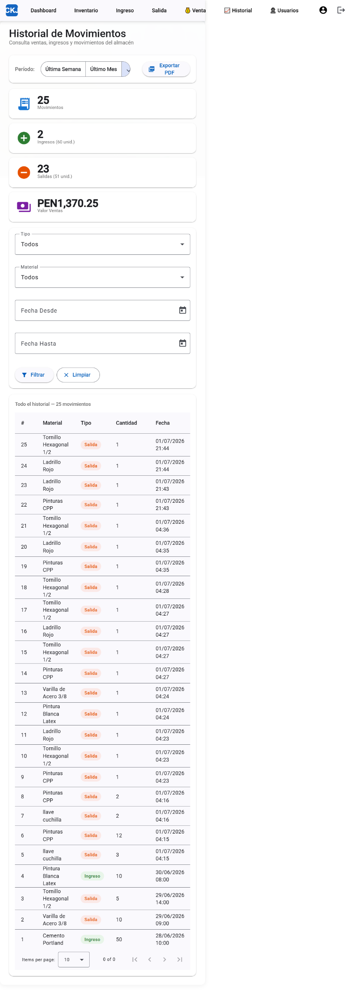 CKJ
Dashboard
Inventario
Ingreso
Salida
💰 Venta
📈 Historial
Usuarios
Historial de Movimientos
Consulta ventas, ingresos y movimientos del almacén
Período:
Última Semana
Último Mes
Exportar
PDF
25
Movimientos
2
Ingresos (60 unid.)
23
Salidas (51 unid.)
PEN1,370.25
Valor Ventas
Tipo
Todos
Material
Todos
Fecha Desde
Fecha Hasta
Filtrar
Limpiar
Todo el historial — 25 movimientos
# Material Tipo Cantidad Fecha
25 Tornillo Hexagonal 1/2 Salida 1 01/07/2026 21:44
24 Ladrillo Rojo Salida 1 01/07/2026 21:44
23 Ladrillo Rojo Salida 1 01/07/2026 21:43
22 Pinturas CPP Salida 1 01/07/2026 21:43
21 Tornillo Hexagonal 1/2 Salida 1 01/07/2026 04:36
20 Ladrillo Rojo Salida 1 01/07/2026 04:35
19 Pinturas CPP Salida 1 01/07/2026 04:35
18 Tornillo Hexagonal 1/2 Salida 1 01/07/2026 04:28
17 Tornillo Hexagonal 1/2 Salida 1 01/07/2026 04:27
16 Ladrillo Rojo Salida 1 01/07/2026 04:27
15 Tornillo Hexagonal 1/2 Salida 1 01/07/2026 04:27
14 Pinturas CPP Salida 1 01/07/2026 04:27
13 Varilla de Acero 3/8 Salida 1 01/07/2026 04:24
12 Pintura Blanca Latex Salida 1 01/07/2026 04:24
11 Ladrillo Rojo Salida 1 01/07/2026 04:23
10 Tornillo Hexagonal 1/2 Salida 1 01/07/2026 04:23
9 Pinturas CPP Salida 1 01/07/2026 04:23
8 Pinturas CPP Salida 2 01/07/2026 04:16
7 llave cuchilla Salida 2 01/07/2026 04:16
6 Pinturas CPP Salida 12 01/07/2026 04:15
5 llave cuchilla Salida 3 01/07/2026 04:15
4 Pintura Blanca Latex Ingreso 10 30/06/2026 08:00
3 Tornillo Hexagonal 1/2 Salida 5 29/06/2026 14:00
2 Varilla de Acero 3/8 Salida 10 29/06/2026 09:00
1 Cemento Portland Ingreso 50 28/06/2026 10:00
Items per page: 10 0 of 0